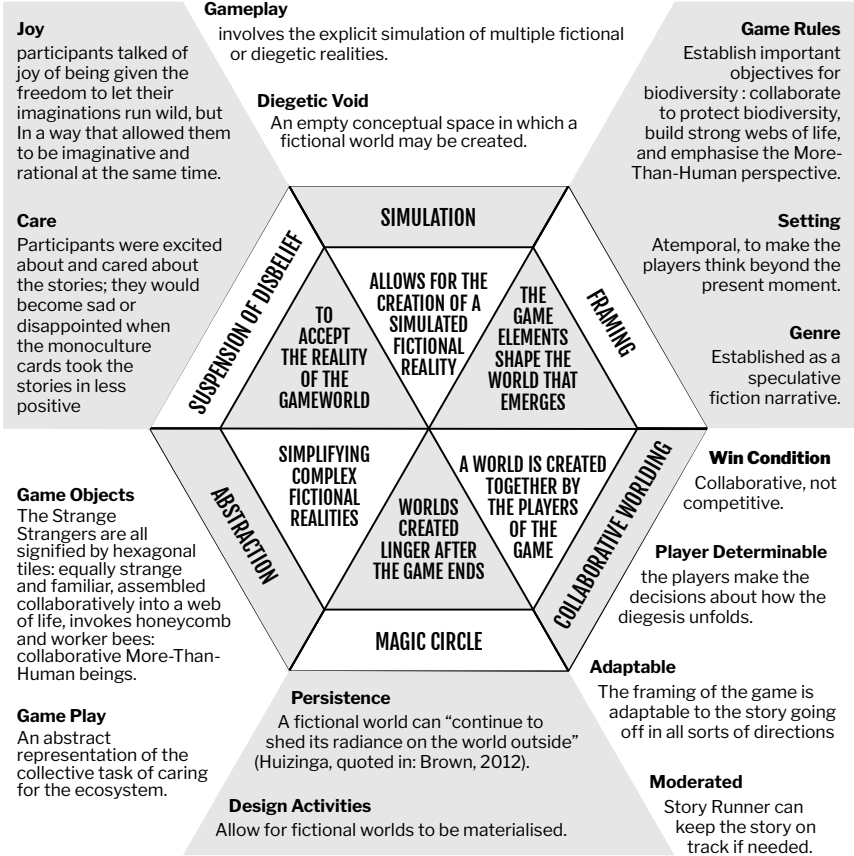 Gameplay
involves the explicit simulation of multiple fictional
or diegetic realities.
Diegetic Void
An empty conceptual space in which a
fictional world may be created.
Joy
participants talked of
joy of being given the
freedom to let their
imaginations run wild, but
In a way that allowed them
to be imaginative and
rational at the same time.
Care
Participants were excited
about and cared about
the stories; they would
become sad or
disappointed when
the monoculture
cards took the
stories in less
positive
Game Rules
Establish important
objectives for
biodiversity : collaborate
to protect biodiversity,
build strong webs of life,
and emphasise the More-
Than-Human perspective.
Setting
Atemporal, to make the
players think beyond the
present moment.
Genre
Established as a
speculative
fiction narrative.
SIMULATION
ALLOWS FOR THE
CREATION OF A
SIMULATED
FICTIONAL
REALITY
SUSPENSION OF DISBELIEF
TO
ACCEPT
THE REALITY
OF THE
GAMEWORLD
FRAMING
THE
GAME
ELEMENTS
SHAPE THE
WORLD THAT
EMERGES
ABSTRACTION
SIMPLIFYING
COMPLEX
FICTIONAL
REALITIES
WORLDS
CREATED
LINGER AFTER
THE GAME ENDS
MAGIC CIRCLE
A WORLD IS CREATED
TOGETHER BY
THE PLAYERS
OF THE
GAME
COLLABORATIVE WORLDING
Game Objects
The Strange
Strangers are all
signified by hexagonal
tiles: equally strange
and familiar, assembled
collaboratively into a web
of life, invokes honeycomb
and worker bees:
collaborative More-Than-
Human beings.
Game Play
An abstract
representation of the
collective task of caring
for the ecosystem.
Persistence
A fictional world can “continue to
shed its radiance on the world outside”
(Huizinga, quoted in: Brown, 2012).
Design Activities
Allow for fictional worlds to be materialised.
Win Condition
Collaborative, not
competitive.
Player Determinable
the players make the
decisions about how the
diegesis unfolds.
Adaptable
The framing of the game is
adaptable to the story going
off in all sorts of directions
Moderated
Story Runner can
keep the story on
track if needed.